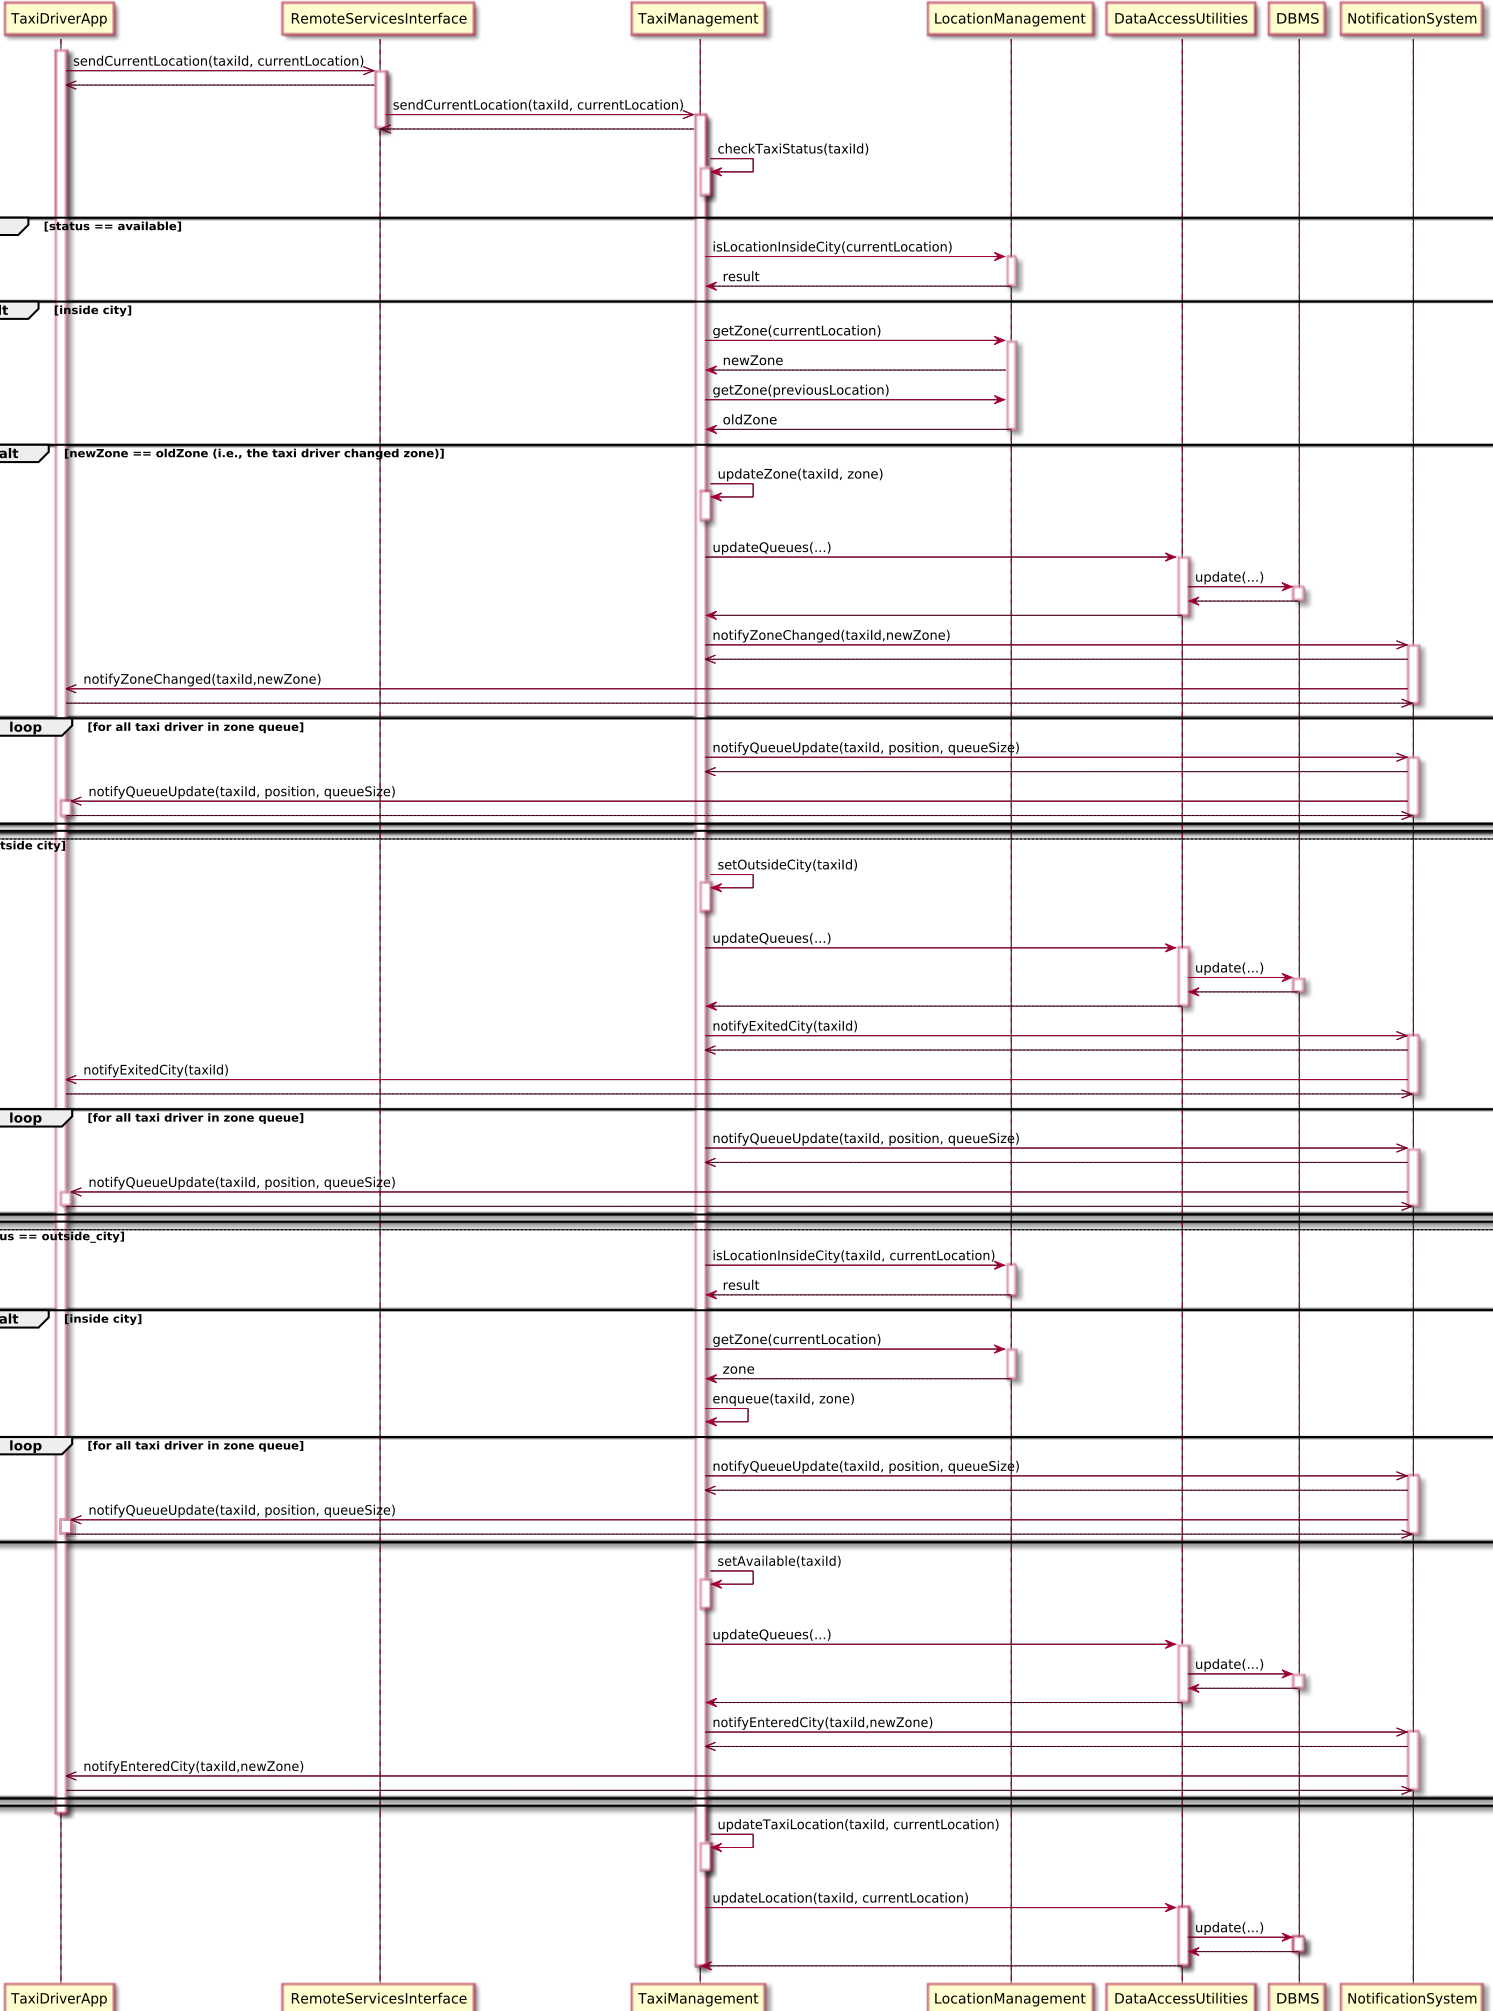 TaxiDriverApp RemoteServicesInterface TaxiManagement LocationManagement DataAccessUtilities DBMS NotificationSystem
sendCurrentLocation(taxiId, currentLocation)
sendCurrentLocation(taxiId, currentLocation)
checkTaxiStatus(taxiId)
[status == available]
isLocationInsideCity(currentLocation)
result
lt [inside city]
getZone(currentLocation)
newZone
getZone(previousLocation)
oldZone
alt [newZone == oldZone (i.e., the taxi driver changed zone)]
updateZone(taxiId, zone)
updateQueues(...)
update(...)
notifyZoneChanged(taxiId,newZone)
notifyZoneChanged(taxiId,newZone)
loop [for all taxi driver in zone queue]
notifyQueueUpdate(taxiId, position, queueSize)
notifyQueueUpdate(taxiId, position, queueSize)
tside city]
setOutsideCity(taxiId)
updateQueues(...)
update(...)
notifyExitedCity(taxiId)
notifyExitedCity(taxiId)
loop [for all taxi driver in zone queue]
notifyQueueUpdate(taxiId, position, queueSize)
notifyQueueUpdate(taxiId, position, queueSize)
us == outside_city]
isLocationInsideCity(taxiId, currentLocation)
result
alt [inside city]
getZone(currentLocation)
zone
enqueue(taxiId, zone)
loop [for all taxi driver in zone queue]
notifyQueueUpdate(taxiId, position, queueSize)
notifyQueueUpdate(taxiId, position, queueSize)
setAvailable(taxiId)
updateQueues(...)
update(...)
notifyEnteredCity(taxiId,newZone)
notifyEnteredCity(taxiId,newZone)
updateTaxiLocation(taxiId, currentLocation)
updateLocation(taxiId, currentLocation)
update(...)
TaxiDriverApp RemoteServicesInterface TaxiManagement LocationManagement DataAccessUtilities DBMS NotificationSystem